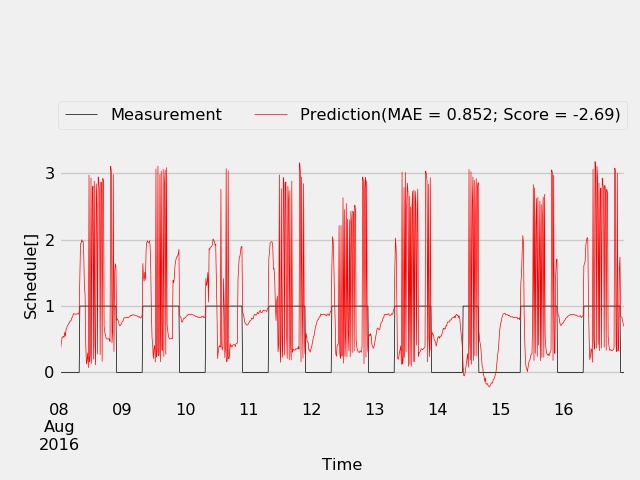 Measurement
Prediction(MAE = 0.852; Score = -2.69)
3
2
1
0
Schedule[]
08 09 10 11 12 13 14 15 16
Aug
2016
Time